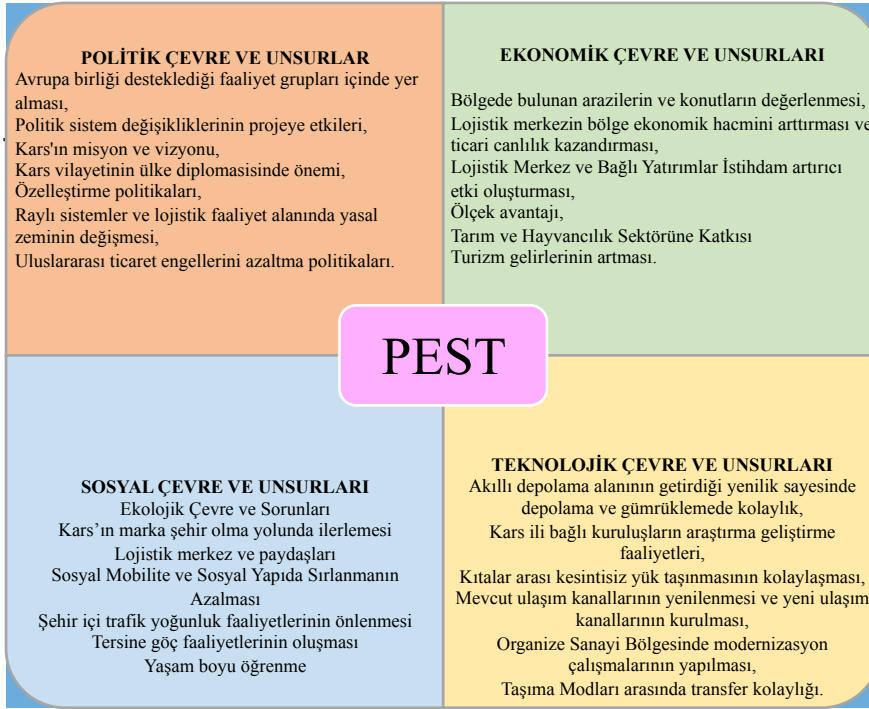 POLİTİK ÇEVRE VE UNSURLAR
Avrupa birliği desteklediği faaliyet grupları içinde yer
alması,
Politik sistem değişikliklerinin projeye etkileri,
Kars'ın misyon ve vizyonu,
Kars vilayetinin ülke diplomasisinde önemi,
Özelleştirme politikaları,
Raylı sistemler ve lojistik faaliyet alanında yasal
zeminin değişmesi,
Uluslararası ticaret engellerini azaltma politikaları.
EKONOMİK ÇEVRE VE UNSURLARI
Bölgede bulunan arazilerin ve konutların değerlenmesi,
Lojistik merkezin bölge ekonomik hacmini arttırması ve
ticari canlılık kazandırması,
Lojistik Merkez ve Bağlı Yatırımlar İstihdam artırıcı
etki oluşturması,
Ölçek avantajı,
Tarım ve Hayvancılık Sektörüne Katkısı
Turizm gelirlerinin artması.
PEST
SOSYAL ÇEVRE VE UNSURLARI
Ekolojik Çevre ve Sorunları
Kars’ın marka şehir olma yolunda ilerlemesi
Lojistik merkez ve paydaşları
Sosyal Mobilite ve Sosyal Yapıda Sırlanmanın
Azalması
Şehir içi trafik yoğunluk faaliyetlerinin önlenmesi
Tersine göç faaliyetlerinin oluşması
Yaşam boyu öğrenme
TEKNOLOJİK ÇEVRE VE UNSURLARI
Akıllı depolama alanının getirdiği yenilik sayesinde
depolama ve gümrüklemede kolaylık,
Kars ili bağlı kuruluşların araştırma geliştirme
faaliyetleri,
Kıtalar arası kesintisiz yük taşınmasının kolaylaşması,
Mevcut ulaşım kanallarının yenilenmesi ve yeni ulaşım
kanallarının kurulması,
Organize Sanayi Bölgesinde modernizasyon
çalışmalarının yapılması,
Taşıma Modları arasında transfer kolaylığı.